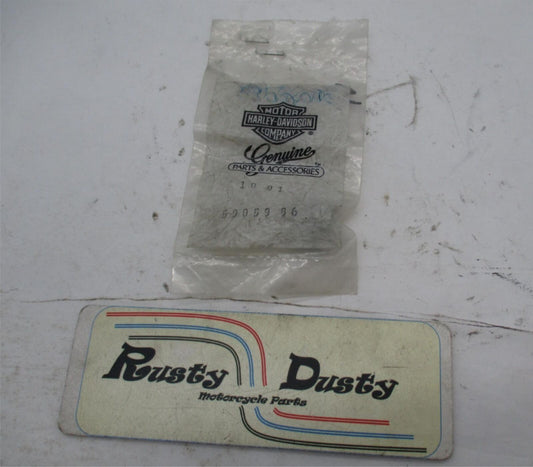 MOTOR
HARLEY-DAVIDSON
COMPANY
®
Genuine
PARTS & ACCESSORIES
Rusty Dusty
Motorcycle Parts